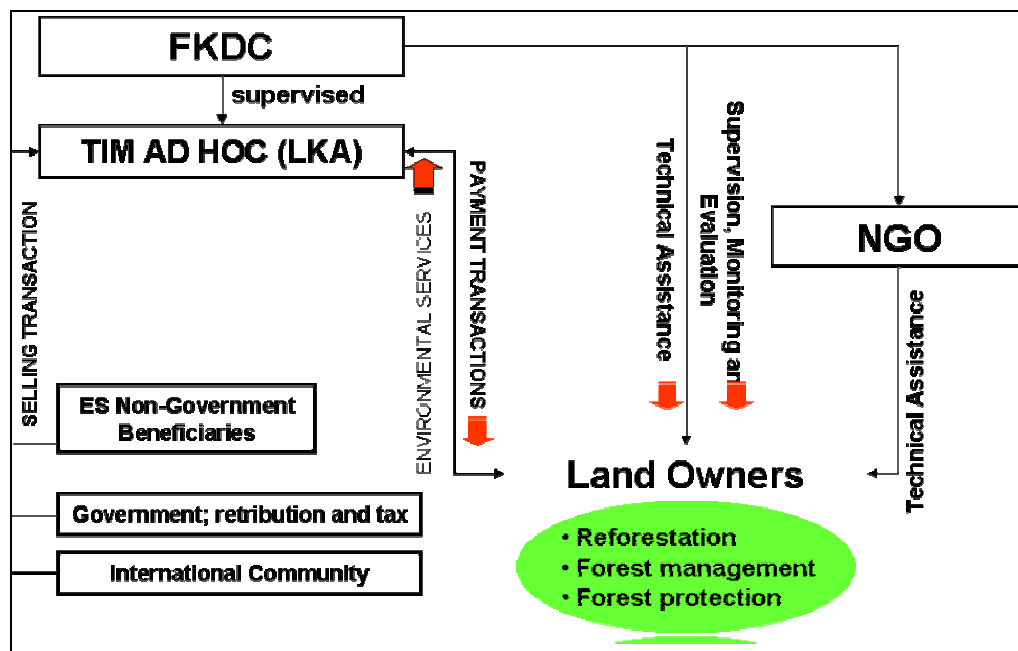 FKDC
supervised
TIM AD HOC (LKA)
SELLING TRANSACTION
ENVIRONMENTAL SERVICES
PAYMENT TRANSACTIONS
Technical Assistance
Supervision, Monitoring an
Evaluation
NGO
Technical Assistance
ES Non-Government
Beneficiaries
Government; retribution and tax
International Community
Land Owners
• Reforestation
• Forest management
• Forest protection